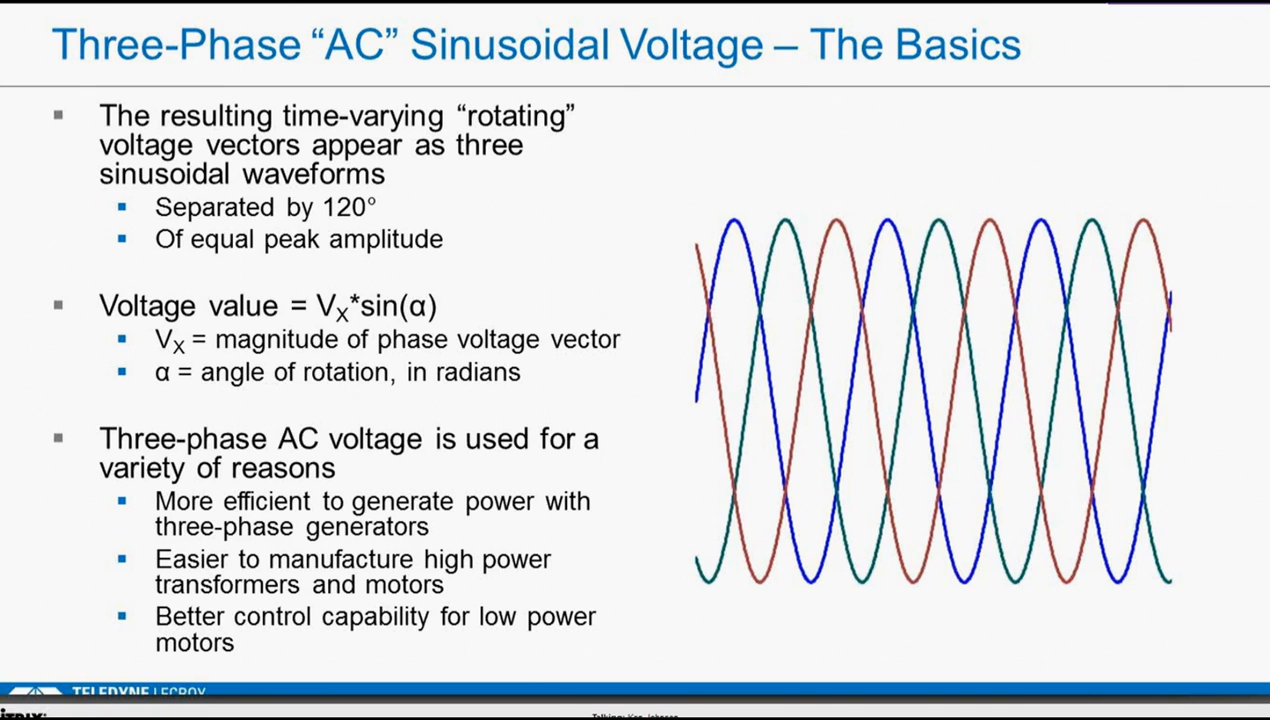 Three-Phase “AC” Sinusoidal Voltage – The Basics
▪ The resulting time-varying “rotating”
voltage vectors appear as three
sinusoidal waveforms
▪ Separated by 120°
▪ Of equal peak amplitude
▪ Voltage value = VX*sin(α)
▪ VX = magnitude of phase voltage vector
▪ α = angle of rotation, in radians
▪ Three-phase AC voltage is used for a
variety of reasons
▪ More efficient to generate power with
three-phase generators
▪ Easier to manufacture high power
transformers and motors
▪ Better control capability for low power
motors
TELEDYNE LECROY